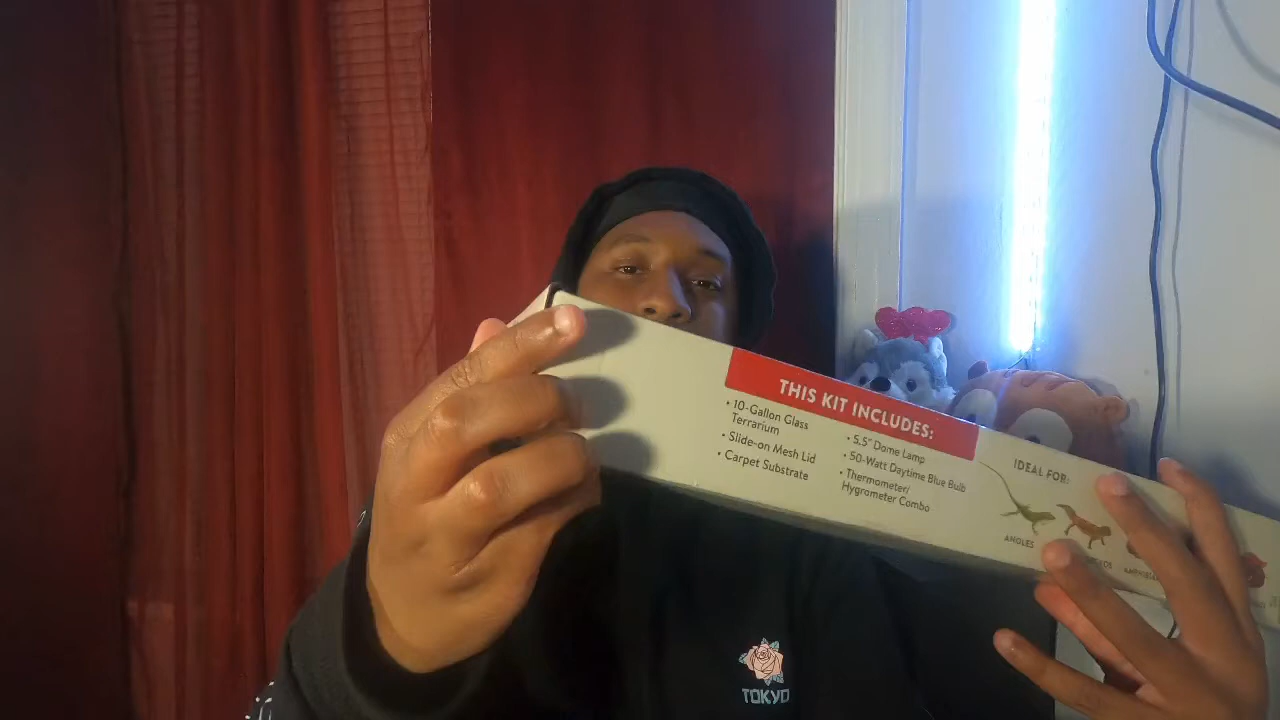 THIS KIT INCLUDES:
• 10-Gallon Glass
Terrarium
• Slide-on Mesh Lid
• Carpet Substrate
• 5.5" Dome Lamp
• 50-Watt Daytime Blue Bulb
• Thermometer/
Hygrometer Combo
IDEAL FOR:
ANOLES
TOKYO